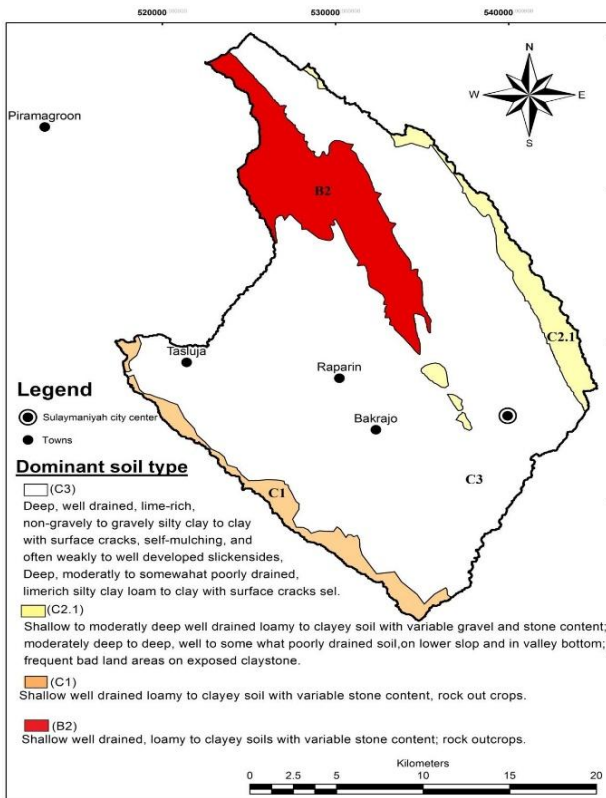 520000.000000 530000.000000 540000.000000
N
W E
S
Piramagroon
B2
C2.1
Tasluja
Raparin
Bakrajo
C3
C1
Legend
Sulaymaniyah city center
Towns
Dominant soil type
(C3)
Deep, well drained, lime-rich,
non-gravely to gravely silty clay to clay
with surface cracks, self-mulching, and
often weakly to well developed slickensides,
Deep, moderatly to somewahat poorly drained,
limerich silty clay loam to clay with surface cracks sel.
(C2.1)
Shallow to moderatly deep well drained loamy to clayey soil with variable gravel and stone content;
moderately deep to deep, well to some what poorly drained soil,on lower slop and in valley bottom;
frequent bad land areas on exposed claystone.
(C1)
Shallow well drained loamy to clayey soil with variable stone content, rock out crops.
(B2)
Shallow well drained, loamy to clayey soils with variable stone content; rock outcrops.
Kilometers
0 2.5 5 10 15 20